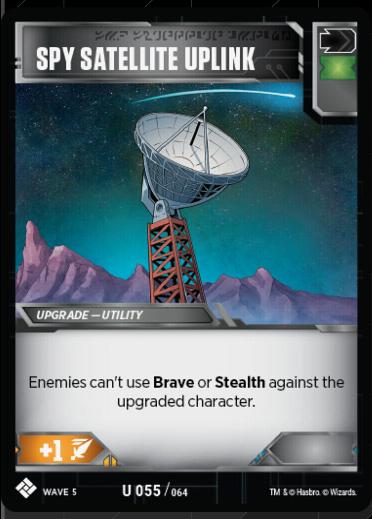 SPY SATELLITE UPLINK
UPGRADE — UTILITY
Enemies can't use Brave or Stealth against the
upgraded character.
+1
WAVE 5 U 055 / 064 TM & © Hasbro. © Wizards.